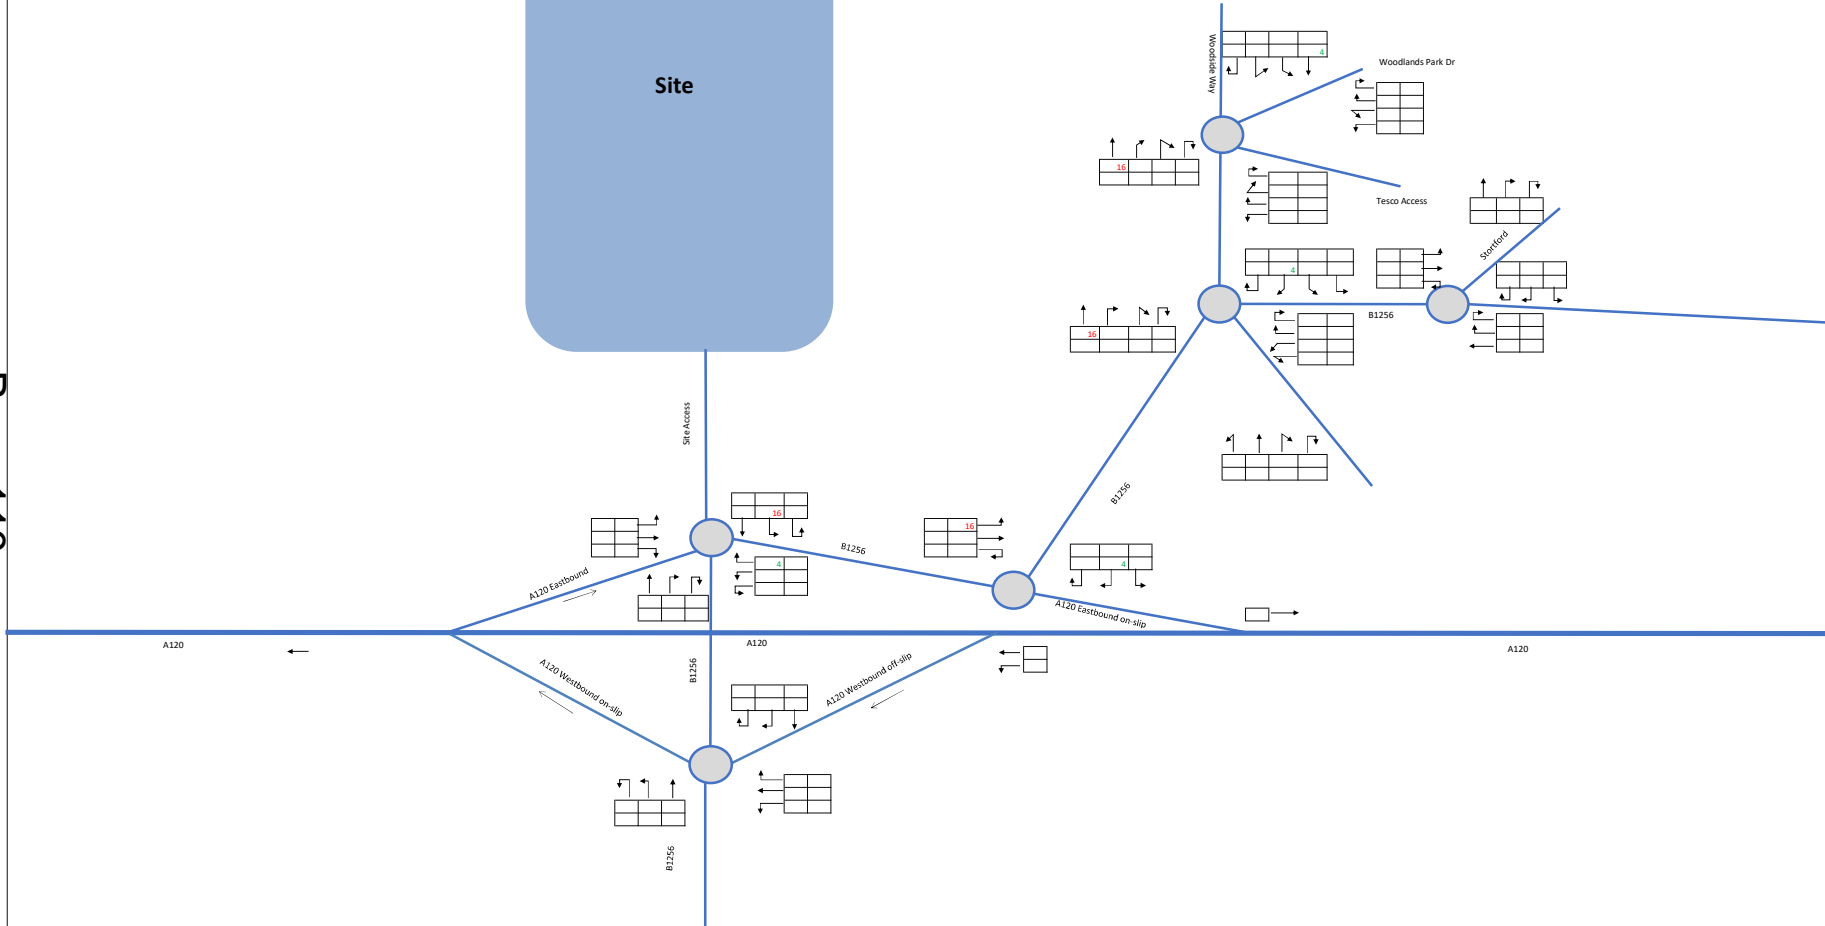 Woodside Way
4
Site
Woodlands Park Dr
16
Tesco Access
Stortford
4
B1256
16
Site Access
B1256
16
16
B1256
4
4
A120 Eastbound
A120 Eastbound on-slip
A120
A120
A120
B1256
A120 Westbound on-slip
A120 Westbound off-slip
B1256